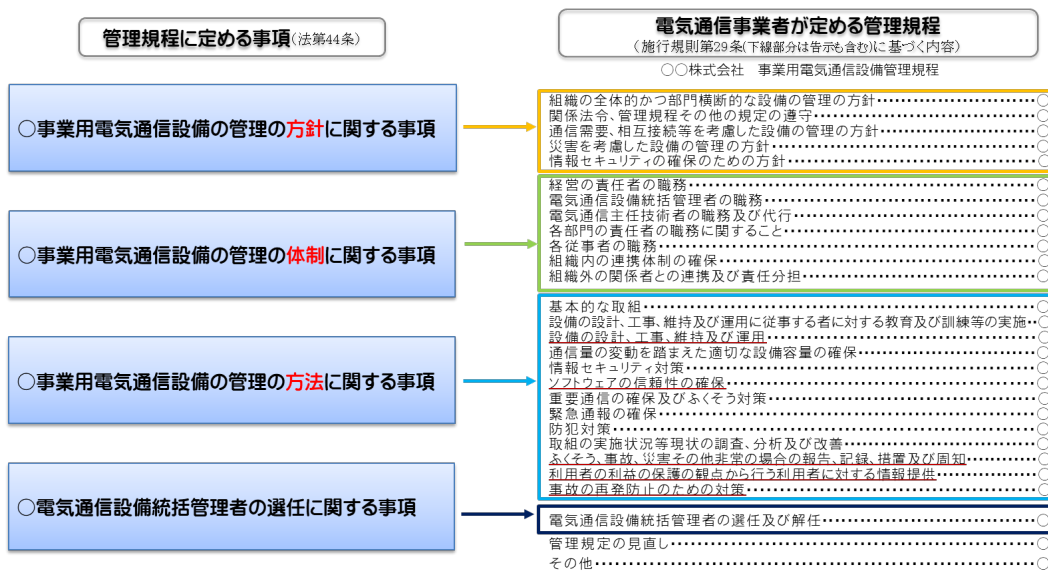 管理規程に定める事項(法第44条)
○事業用電気通信設備の管理の方針に関する事項
○事業用電気通信設備の管理の体制に関する事項
○事業用電気通信設備の管理の方法に関する事項
○電気通信設備統括管理者の選任に関する事項
電気通信事業者が定める管理規程
(施行規則第29条(下線部分は告示も含む)に基づく内容)
○○株式会社　事業用電気通信設備管理規程
組織の全体的かつ部門横断的な設備の管理の方針・・・・・・・・・・・・・・・・・・・・○
関係法令、管理規程その他の規定の遵守・・・・・・・・・・・・・・・・・・・・・・・・・・○
通信需要、相互接続等を考慮した設備の管理の方針・・・・・・・・・・・・・・・・・・・○
災害を考慮した設備の管理の方針・・・・・・・・・・・・・・・・・・・・・・・・・・・・・・○
情報セキュリティの確保のための方針・・・・・・・・・・・・・・・・・・・・・・・・・・・・○
経営の責任者の職務・・・・・・・・・・・・・・・・・・・・・・・・・・・・・・・・・・・・・・・○
電気通信設備統括管理者の職務・・・・・・・・・・・・・・・・・・・・・・・・・・・・・・・○
電気通信主任技術者の職務及び代行・・・・・・・・・・・・・・・・・・・・・・・・・・・・○
各部門の責任者の職務に関すること・・・・・・・・・・・・・・・・・・・・・・・・・・・・・○
各従事者の職務・・・・・・・・・・・・・・・・・・・・・・・・・・・・・・・・・・・・・・・・・・○
組織内の連携体制の確保・・・・・・・・・・・・・・・・・・・・・・・・・・・・・・・・・・・・○
組織外の関係者との連携及び責任分担・・・・・・・・・・・・・・・・・・・・・・・・・・・○
基本的な取組・・・・・・・・・・・・・・・・・・・・・・・・・・・・・・・・・・・・・・・・・・・・○
設備の設計、工事、維持及び運用に従事する者に対する教育及び訓練等の実施・・○
設備の設計、工事、維持及び運用・・・・・・・・・・・・・・・・・・・・・・・・・・・・・・・○
通信量の変動を踏まえた適切な設備容量の確保・・・・・・・・・・・・・・・・・・・・・○
情報セキュリティ対策・・・・・・・・・・・・・・・・・・・・・・・・・・・・・・・・・・・・・・・○
ソフトウェアの信頼性の確保・・・・・・・・・・・・・・・・・・・・・・・・・・・・・・・・・・・○
重要通信の確保及びふくそう対策・・・・・・・・・・・・・・・・・・・・・・・・・・・・・・・○
緊急通報の確保・・・・・・・・・・・・・・・・・・・・・・・・・・・・・・・・・・・・・・・・・・○
防犯対策・・・・・・・・・・・・・・・・・・・・・・・・・・・・・・・・・・・・・・・・・・・・・・・○
取組の実施状況等現状の調査、分析及び改善・・・・・・・・・・・・・・・・・・・・・・○
ふくそう、事故、災害その他非常の場合の報告、記録、措置及び周知・・・・・・・・○
利用者の利益の保護の観点から行う利用者に対する情報提供・・・・・・・・・・・・○
事故の再発防止のための対策・・・・・・・・・・・・・・・・・・・・・・・・・・・・・・・・・○
電気通信設備統括管理者の選任及び解任・・・・・・・・・・・・・・・・・・・・・・・・・○
管理規定の見直し・・・・・・・・・・・・・・・・・・・・・・・・・・・・・・・・・・・・・・・・・○
その他・・・・・・・・・・・・・・・・・・・・・・・・・・・・・・・・・・・・・・・・・・・・・・・・・○